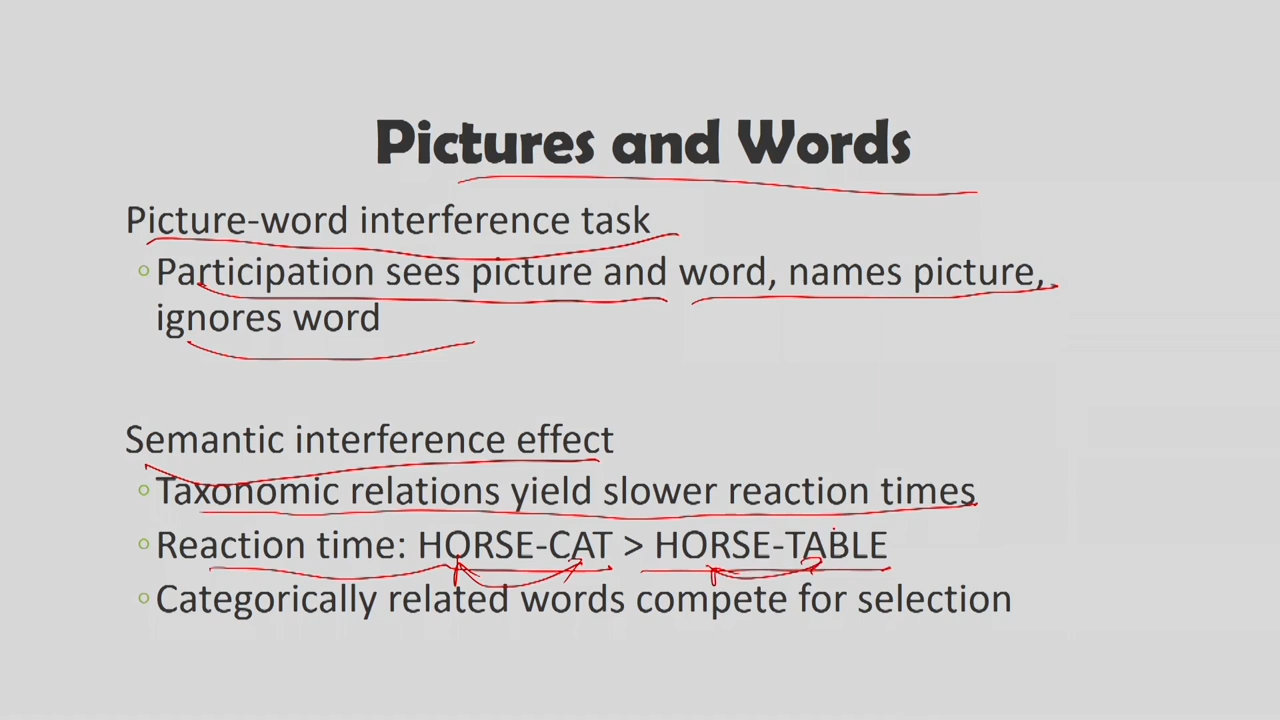 Pictures and Words
Picture-word interference task
Participation sees picture and word, names picture,
ignores word
Semantic interference effect
Taxonomic relations yield slower reaction times
Reaction time: HORSE-CAT > HORSE-TABLE
Categorically related words compete for selection